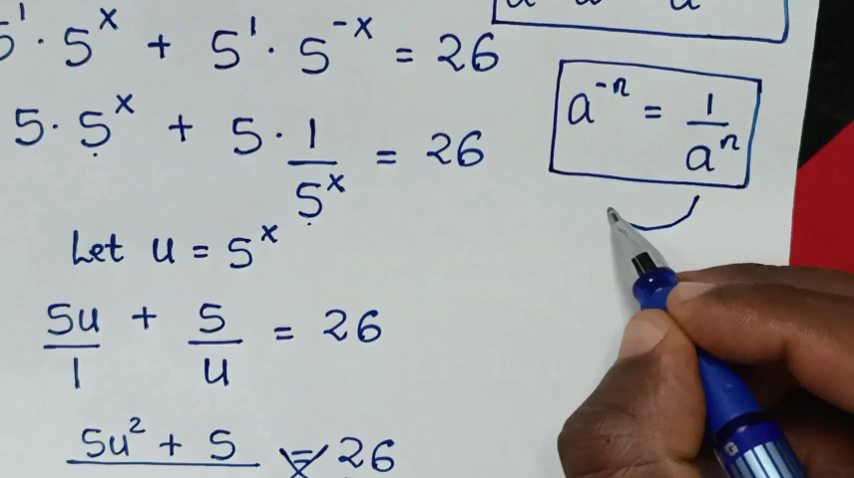 5¹ · 5ˣ + 5¹ · 5⁻ˣ = 26
5 · 5ˣ + 5 · 1/5ˣ = 26
a⁻ⁿ = 1/aⁿ
Let u = 5ˣ
5u/1 + 5/u = 26
5u² + 5 = 26